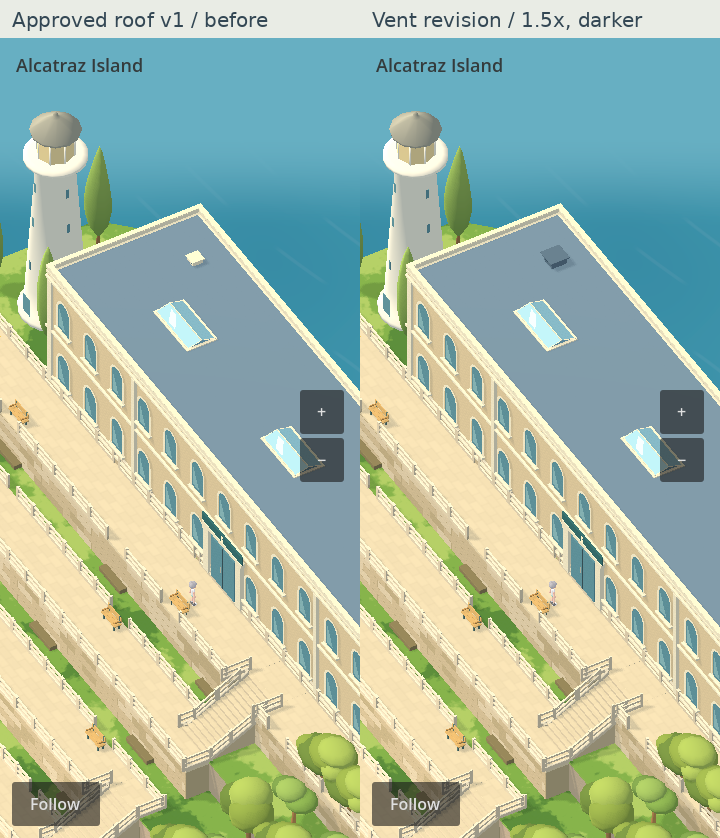 Approved roof v1 / before
Vent revision / 1.5x, darker
Alcatraz Island
Alcatraz Island
+
+
−
−
Follow
Follow